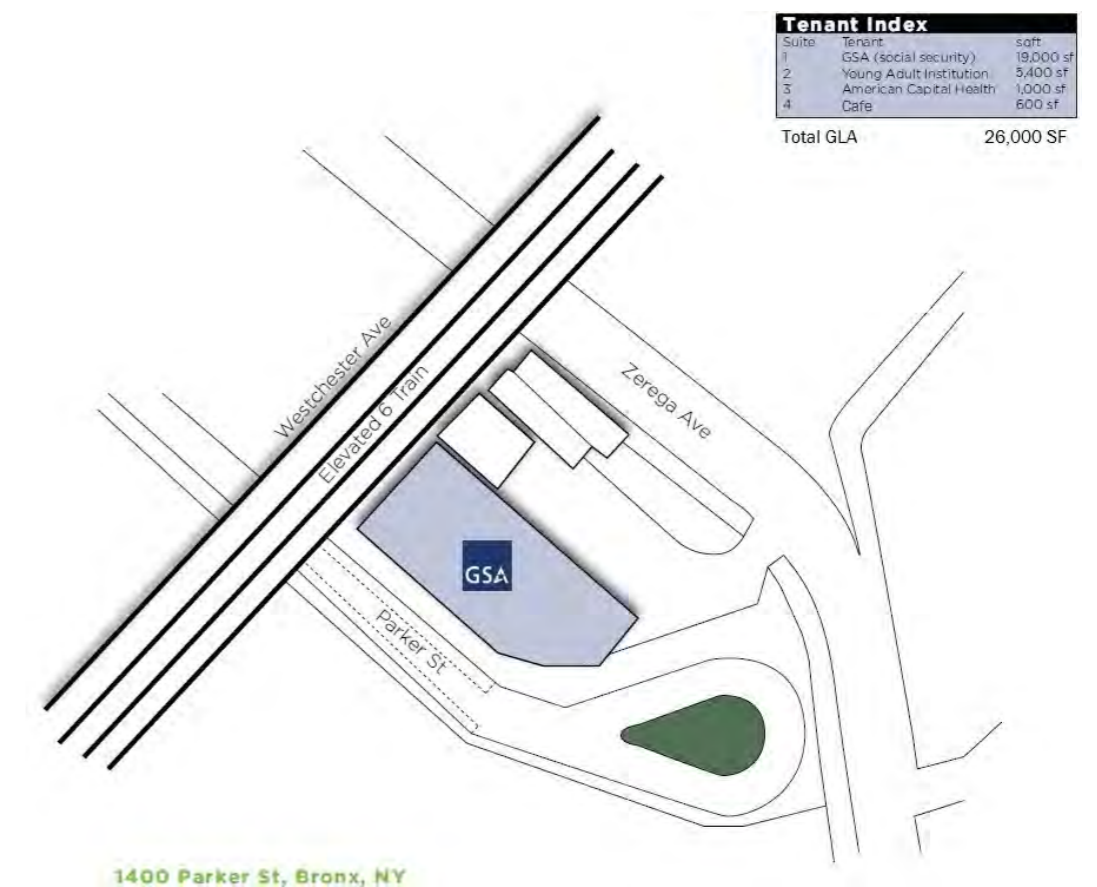 Tenant Index
Suite Tenant sqft
1 GSA (social security) 19,000 sf
2 Young Adult Institution 5,400 sf
3 American Capital Health 1,000 sf
4 Cafe 600 sf
Total GLA 26,000 SF
Westchester Ave
Elevated 6 Train
Zerega Ave
GSA
Parker St
1400 Parker St, Bronx, NY